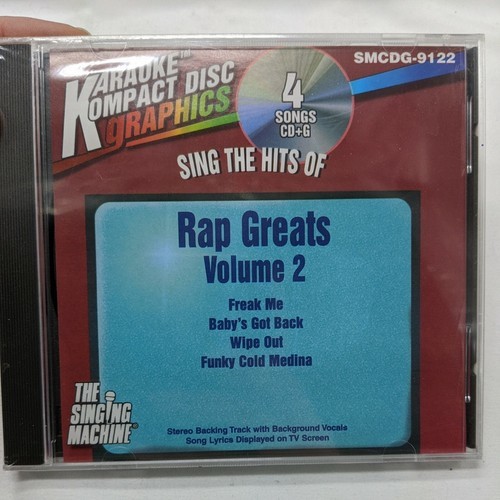 SMCDG-9122
KARAOKE™
KOMPACT DISC
GRAPHICS
4
SONGS
CD+G
SING THE HITS OF
Rap Greats
Volume 2
Freak Me
Baby's Got Back
Wipe Out
Funky Cold Medina
THE
SINGING
MACHINE®
Stereo Backing Track with Background Vocals
Song Lyrics Displayed on TV Screen